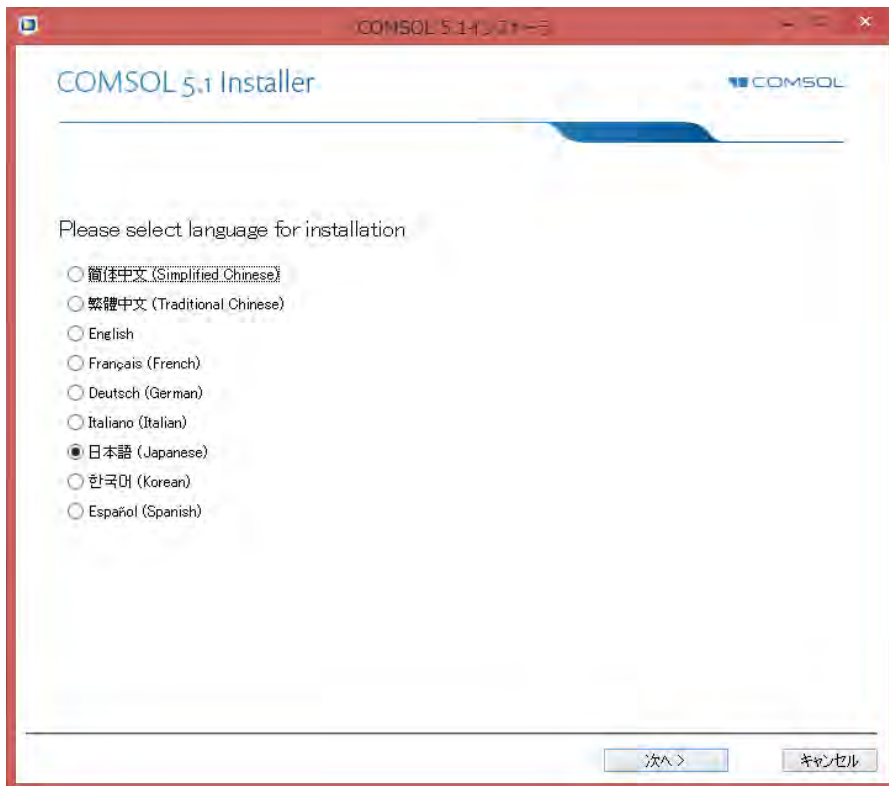 COMSOL 5.1インストーラ
COMSOL 5.1 Installer
COMSOL
Please select language for installation
简体中文 (Simplified Chinese)
繁體中文 (Traditional Chinese)
English
Français (French)
Deutsch (German)
Italiano (Italian)
日本語 (Japanese)
한국어 (Korean)
Español (Spanish)
次へ >
キャンセル